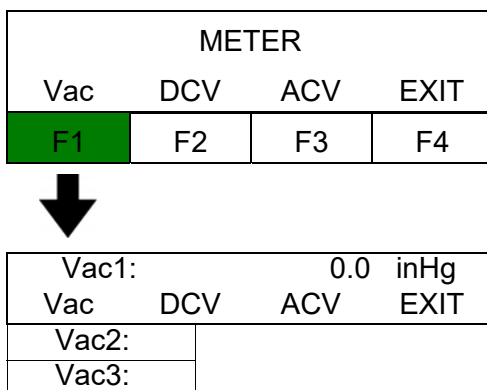 METER
Vac DCV ACV EXIT
F1 F2 F3 F4
Vac1: 0.0 inHg
Vac DCV ACV EXIT
Vac2:
Vac3: